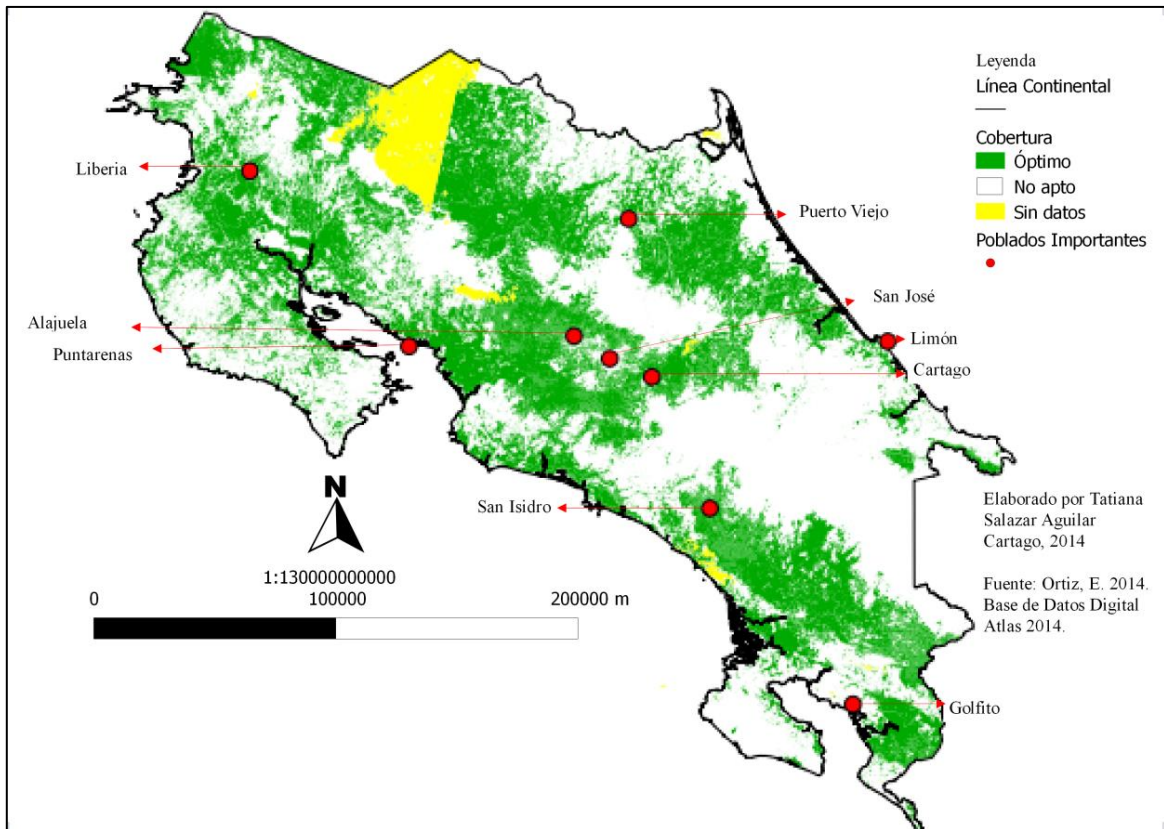 Leyenda
Línea Continental
Cobertura
Óptimo
No apto
Sin datos
Poblados Importantes
Liberia
Puerto Viejo
San José
Alajuela
Puntarenas
Limón
Cartago
San Isidro
N
1:130000000000
0 100000 200000 m
Elaborado por Tatiana
Salazar Aguilar
Cartago, 2014
Fuente: Ortiz, E. 2014.
Base de Datos Digital
Atlas 2014.
Golfito